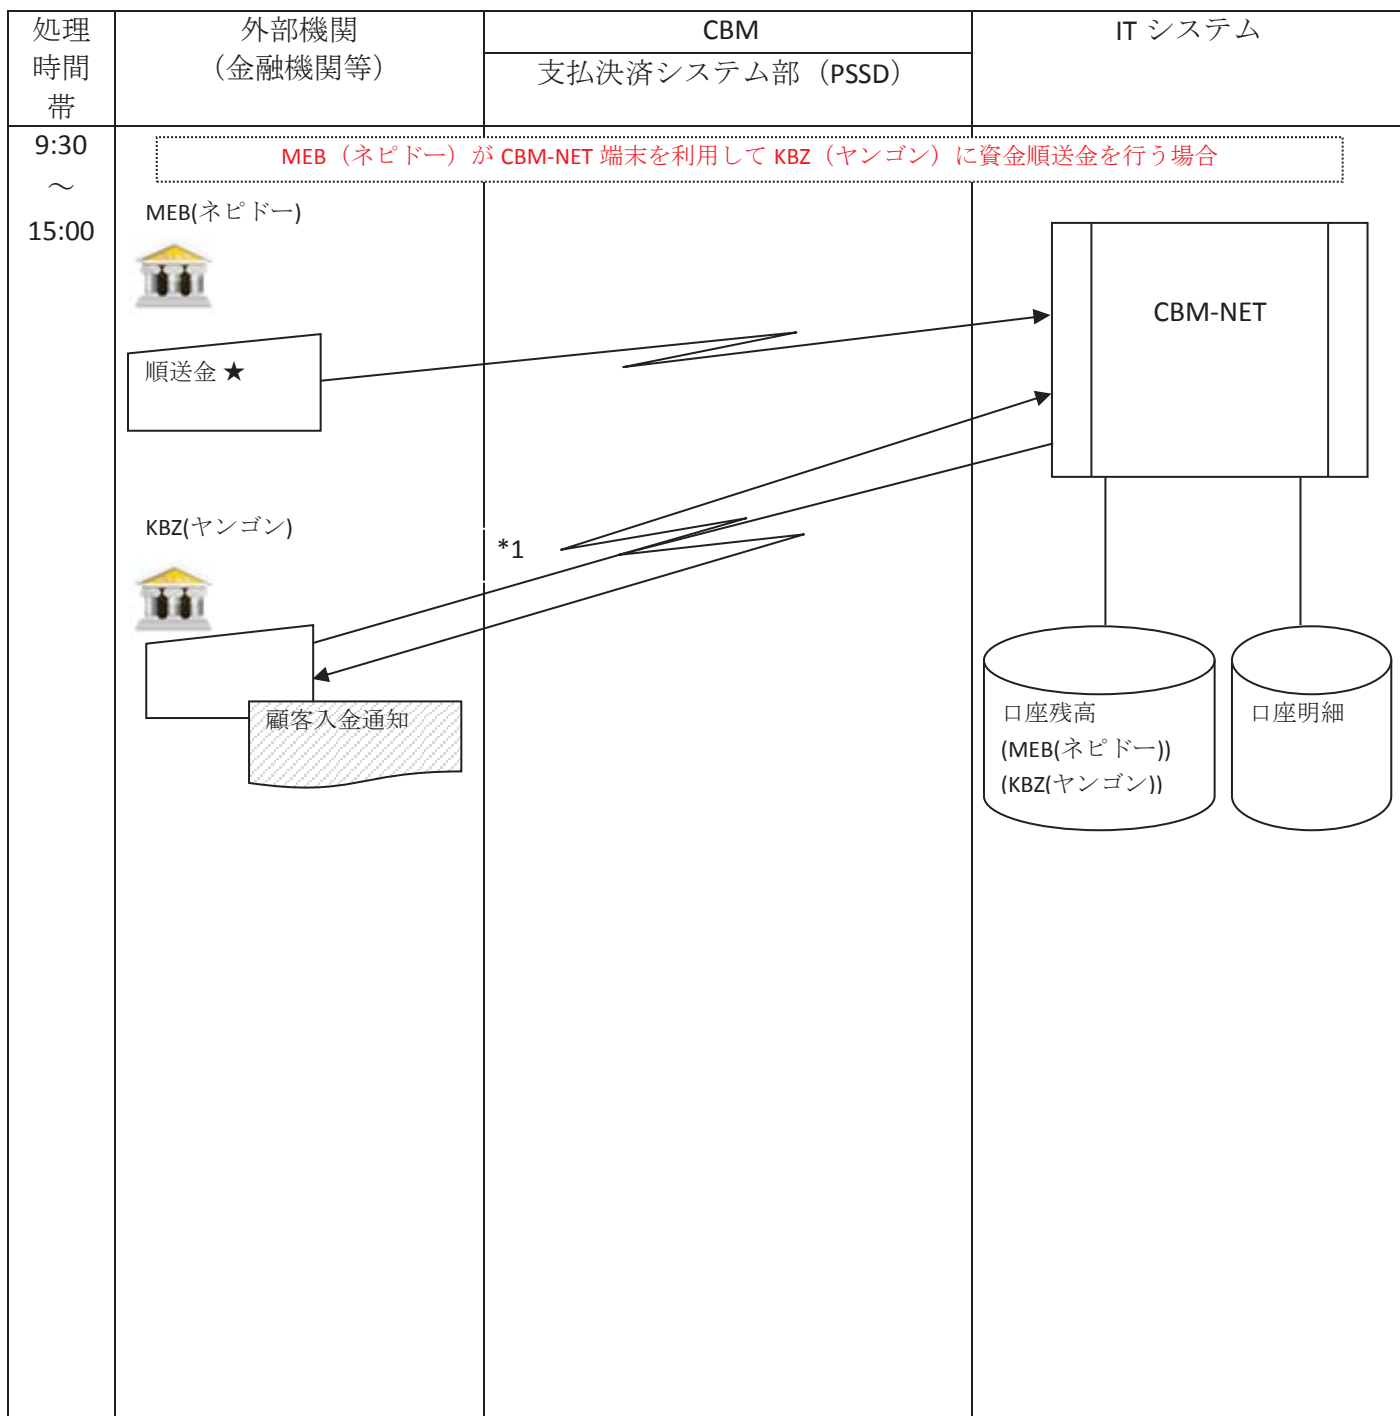 処理
時間
帯
外部機関
（金融機関等）
CBM
支払決済システム部（PSSD）
IT システム
9:30
～
15:00
MEB（ネピドー）が CBM-NET 端末を利用して KBZ（ヤンゴン）に資金順送金を行う場合
MEB(ネピドー)
順送金 ★
CBM-NET
KBZ(ヤンゴン)
*1
顧客入金通知
口座残高
(MEB(ネピドー))
(KBZ(ヤンゴン))
口座明細